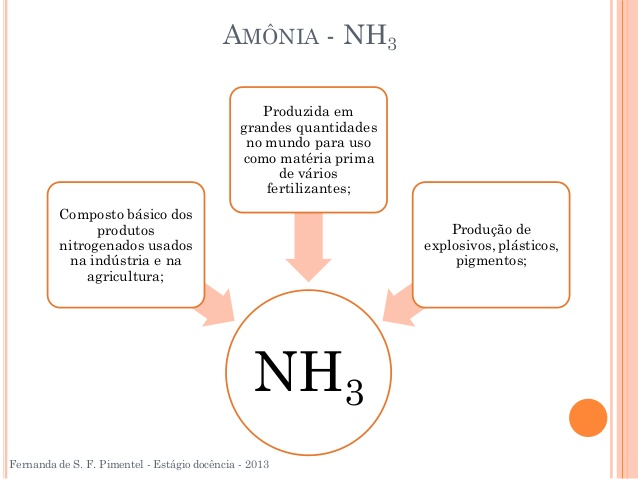 AMÔNIA - NH₃
Produzida em
grandes quantidades
no mundo para uso
como matéria prima
de vários
fertilizantes;
Composto básico dos
produtos
nitrogenados usados
na indústria e na
agricultura;
Produção de
explosivos, plásticos,
pigmentos;
NH₃
Fernanda de S. F. Pimentel - Estágio docência - 2013